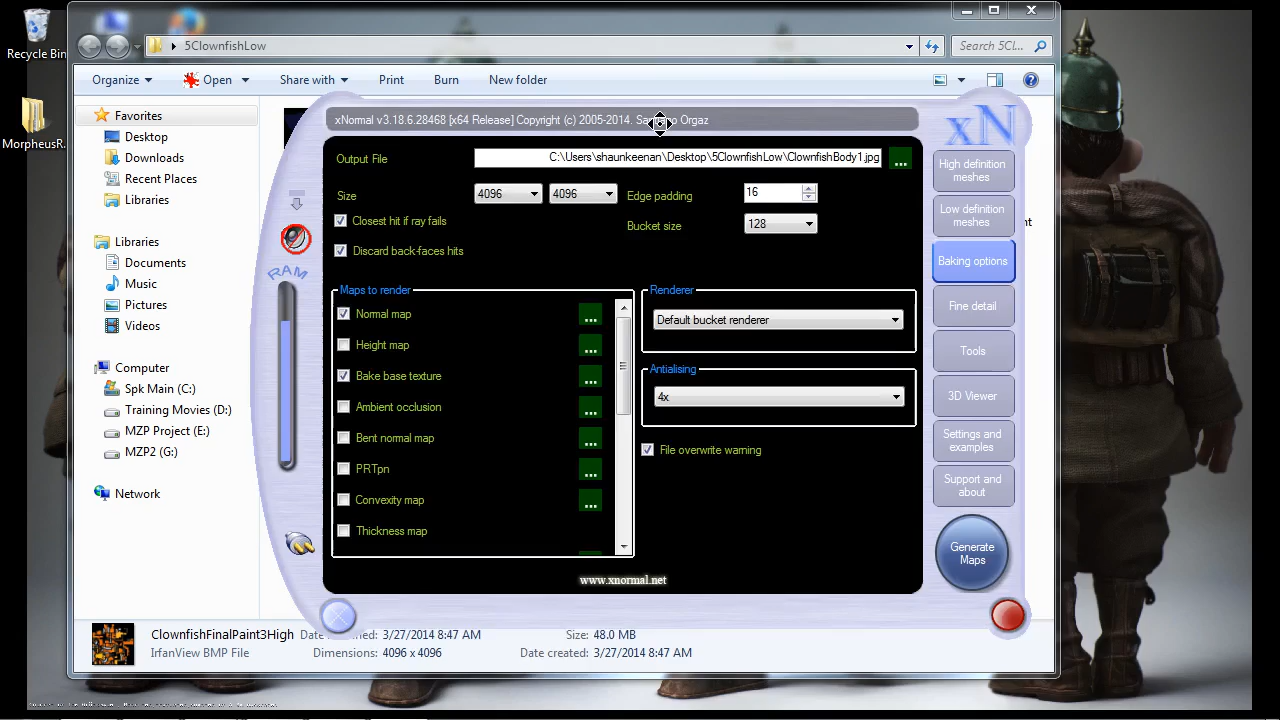 Recycle Bin
MorpheusR...
5ClownfishLow
Search 5Cl...
Organize
Open
Share with
Print
Burn
New folder
Favorites
Desktop
Downloads
Recent Places
Libraries
Libraries
Documents
Music
Pictures
Videos
Computer
Spk Main (C:)
Training Movies (D:)
MZP Project (E:)
MZP2 (G:)
Network
xNormal v3.18.6.28468 [x64 Release] Copyright (c) 2005-2014. Sa o Orgaz
xN
RAM
Output File
C:\Users\shaunkeenan\Desktop\5ClownfishLow\ClownfishBody1.jpg
...
Size
4096
4096
Edge padding
16
Closest hit if ray fails
Bucket size
128
Discard back-faces hits
Maps to render
Normal map
...
Height map
...
Bake base texture
...
Ambient occlusion
...
Bent normal map
...
PRTpn
...
Convexity map
...
Thickness map
Renderer
Default bucket renderer
Antialising
4x
File overwrite warning
www.xnormal.net
High definition
meshes
Low definition
meshes
Baking options
Fine detail
Tools
3D Viewer
Settings and
examples
Support and
about
Generate
Maps
nt
ClownfishFinalPaint3High
IrfanView BMP File
Date d: 3/27/2014 8:47 AM
Dimensions: 4096 x 4096
Size: 48.0 MB
Date created: 3/27/2014 8:47 AM